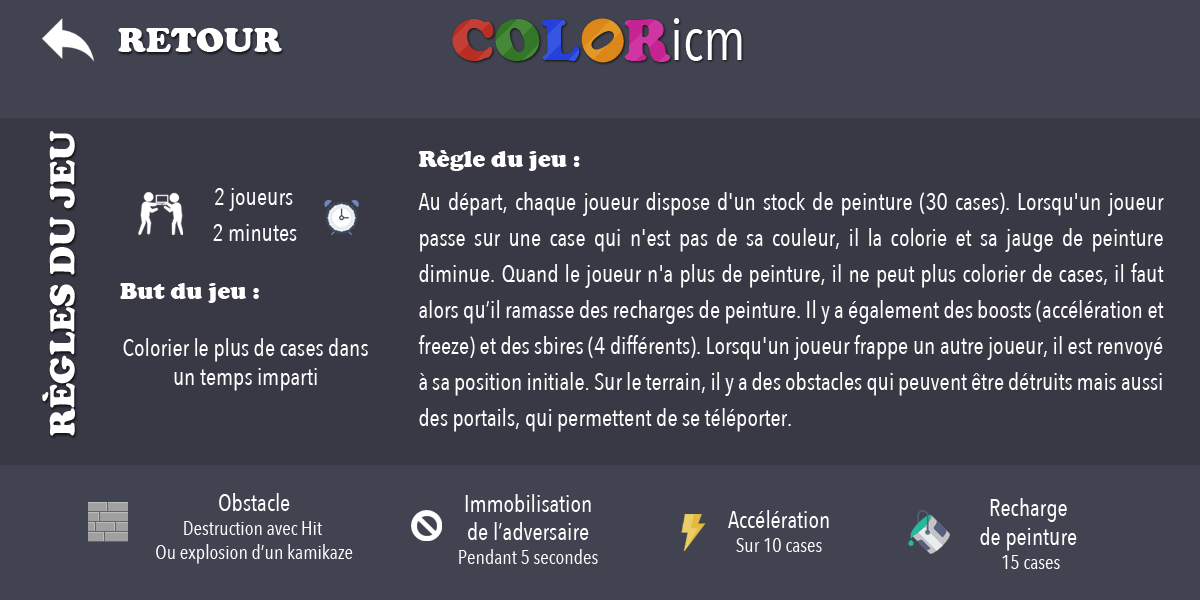 RETOUR
COLORicm
RÈGLES DU JEU
2 joueurs
2 minutes
But du jeu :
Colorier le plus de cases dans
un temps imparti
Règle du jeu :
Au départ, chaque joueur dispose d'un stock de peinture (30 cases). Lorsqu'un joueur
passe sur une case qui n'est pas de sa couleur, il la colorie et sa jauge de peinture
diminue. Quand le joueur n'a plus de peinture, il ne peut plus colorier de cases, il faut
alors qu’il ramasse des recharges de peinture. Il y a également des boosts (accélération et
freeze) et des sbires (4 différents). Lorsqu'un joueur frappe un autre joueur, il est renvoyé
à sa position initiale. Sur le terrain, il y a des obstacles qui peuvent être détruits mais aussi
des portails, qui permettent de se téléporter.
Obstacle
Destruction avec Hit
Ou explosion d’un kamikaze
Immobilisation
de l’adversaire
Pendant 5 secondes
Accélération
Sur 10 cases
Recharge
de peinture
15 cases